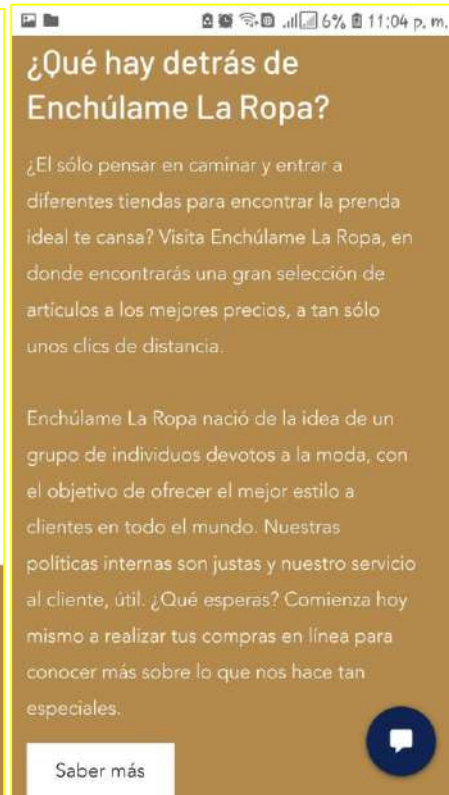 6% 11:04 p. m.
¿Qué hay detrás de
Enchúlame La Ropa?
¿El sólo pensar en caminar y entrar a
diferentes tiendas para encontrar la prenda
ideal te cansa? Visita Enchúlame La Ropa, en
donde encontrarás una gran selección de
artículos a los mejores precios, a tan sólo
unos clics de distancia.
Enchúlame La Ropa nació de la idea de un
grupo de individuos devotos a la moda, con
el objetivo de ofrecer el mejor estilo a
clientes en todo el mundo. Nuestras
políticas internas son justas y nuestro servicio
al cliente, útil. ¿Qué esperas? Comienza hoy
mismo a realizar tus compras en línea para
conocer más sobre lo que nos hace tan
especiales.
Saber más